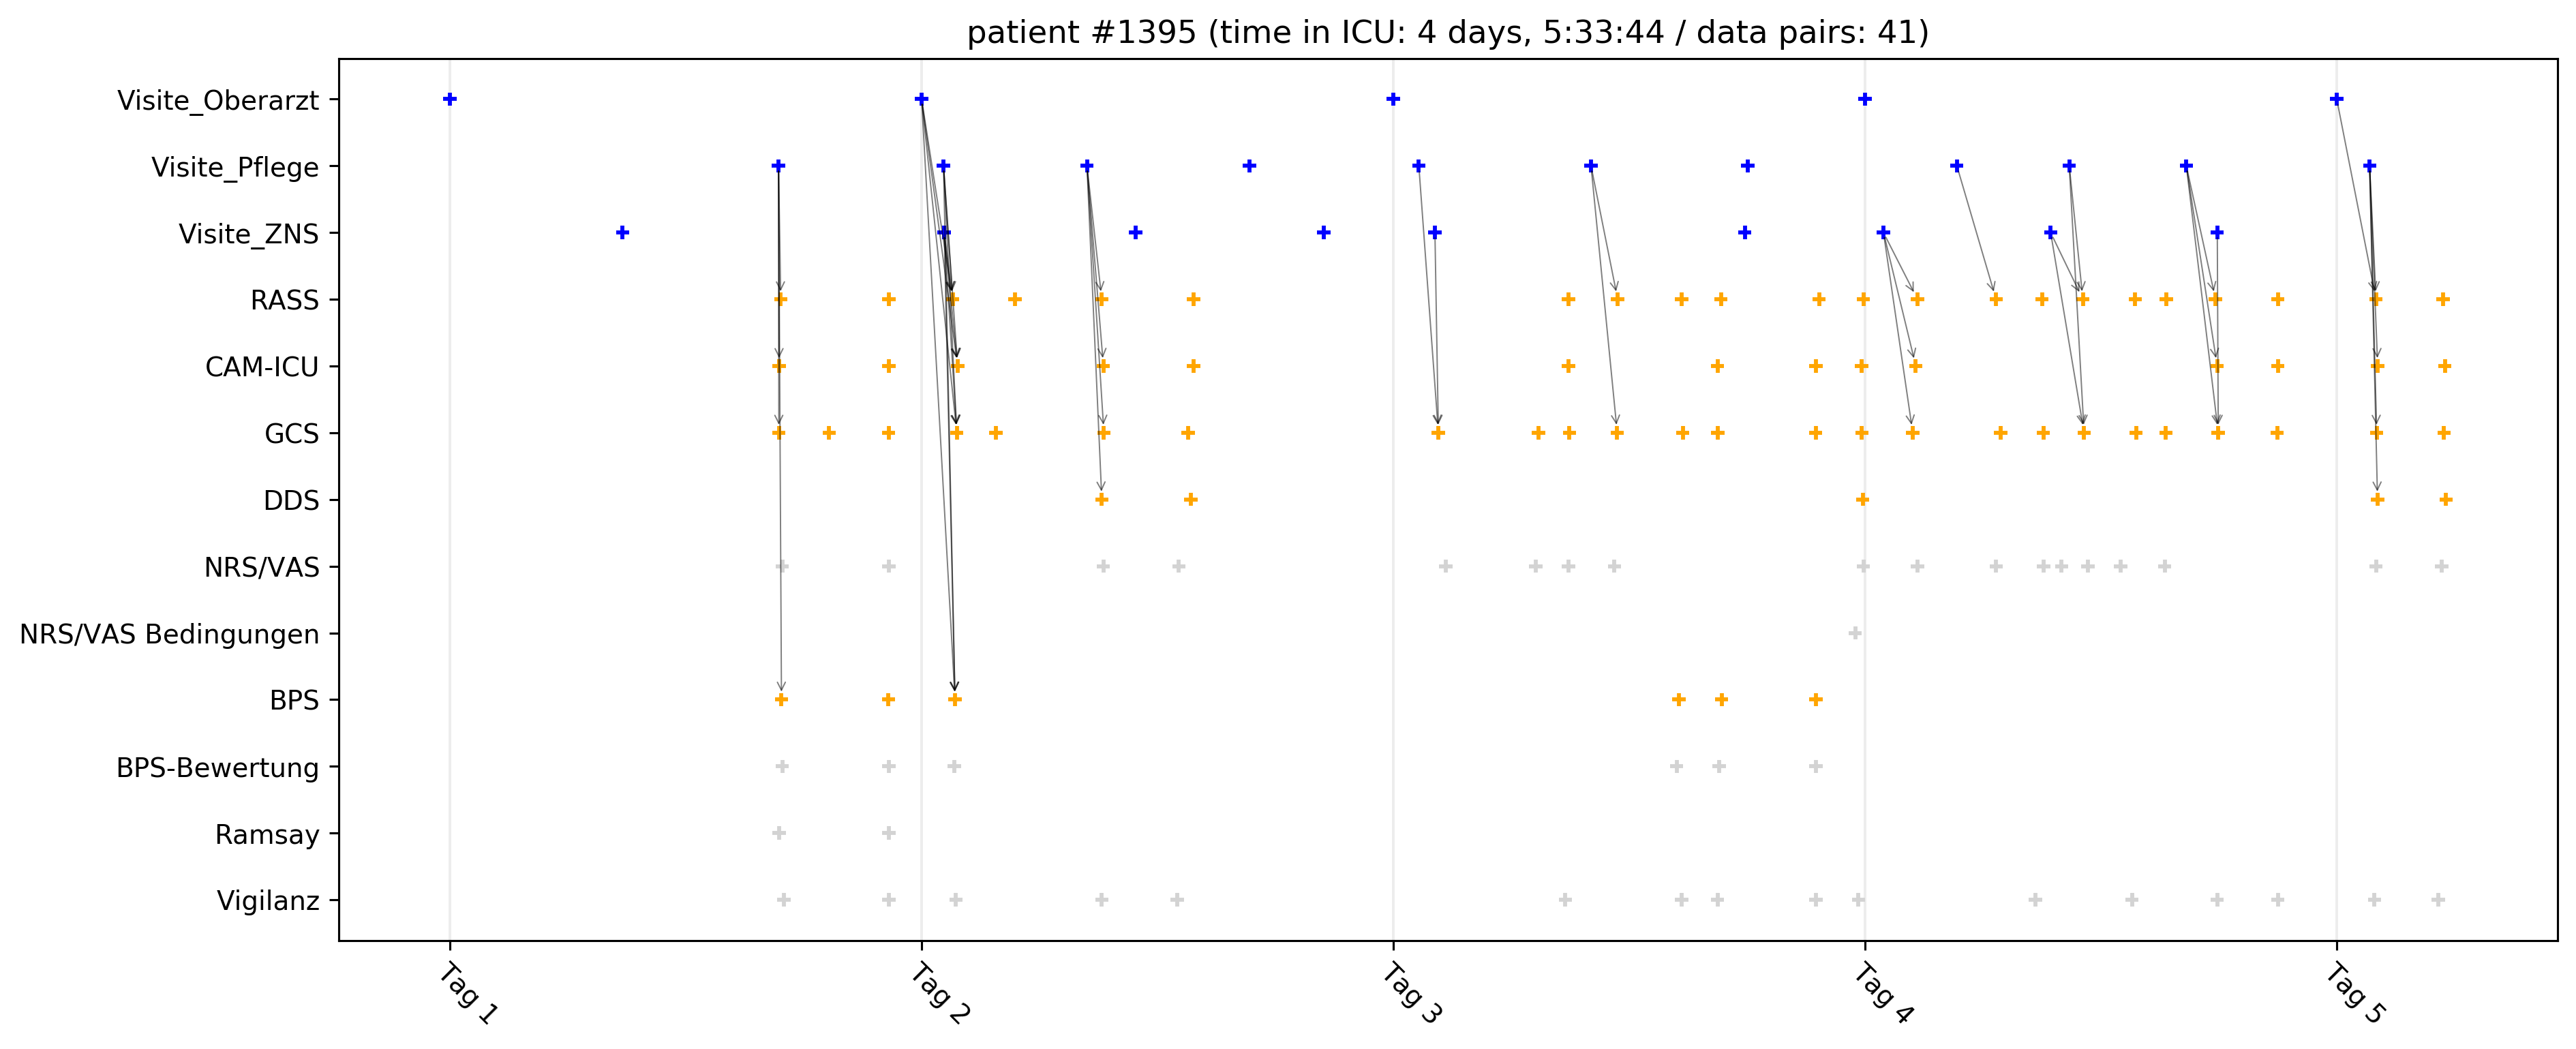 patient #1395 (time in ICU: 4 days, 5:33:44 / data pairs: 41)
Visite_Oberarzt
Visite_Pflege
Visite_ZNS
RASS
CAM-ICU
GCS
DDS
NRS/VAS
NRS/VAS Bedingungen
BPS
BPS-Bewertung
Ramsay
Vigilanz
Tag 1
Tag 2
Tag 3
Tag 4
Tag 5